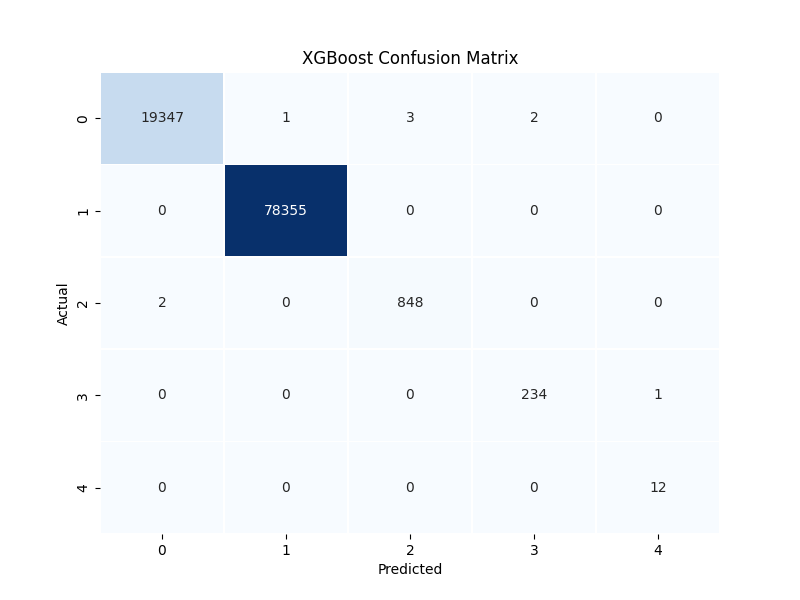 XGBoost Confusion Matrix
0 19347 1 3 2 0
1 0 78355 0 0 0
Actual
2 2 0 848 0 0
3 0 0 0 234 1
4 0 0 0 0 12
0 1 2 3 4
Predicted